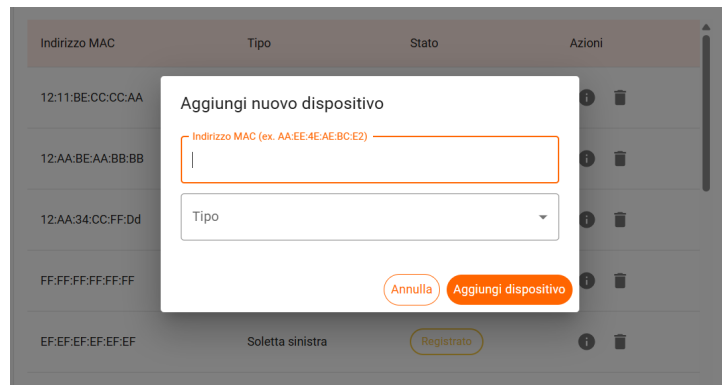 Indirizzo MAC Tipo Stato Azioni
12:11:BE:CC:CC:AA
Aggiungi nuovo dispositivo
Indirizzo MAC (ex. AA:EE:4E:AE:BC:E2)
12:AA:BE:AA:BB:BB
Tipo
12:AA:34:CC:FF:Dd
FF:FF:FF:FF:FF:FF
Annulla Aggiungi dispositivo
EF:EF:EF:EF:EF:EF Soletta sinistra Registrato